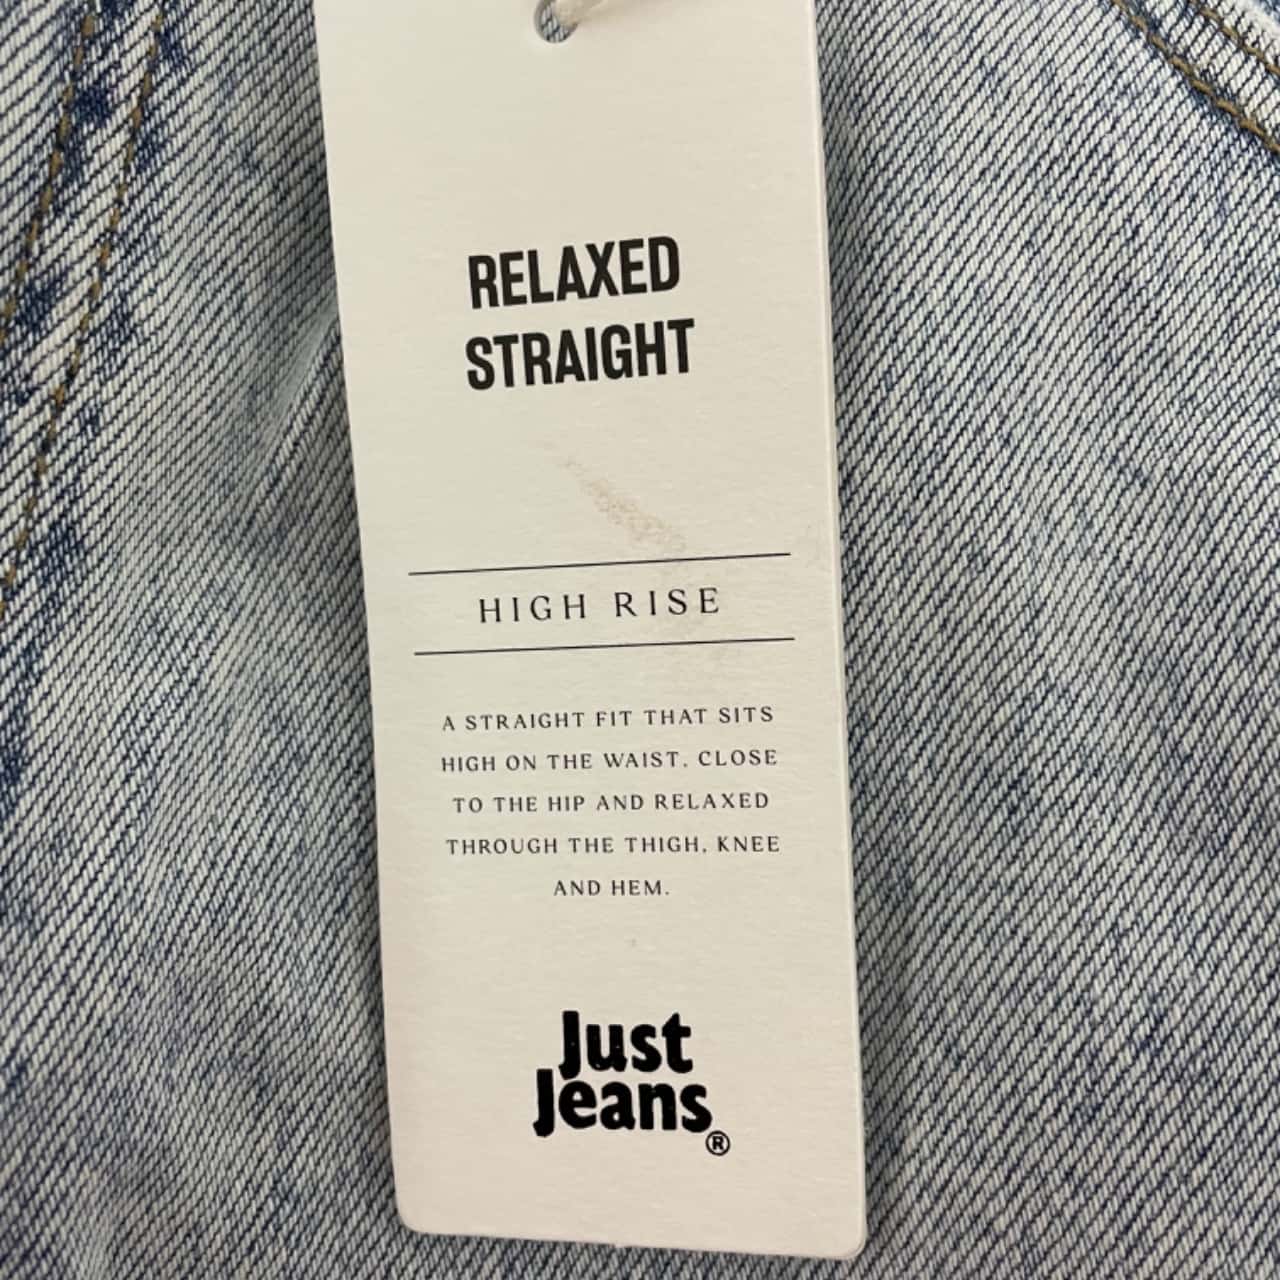 RELAXED
STRAIGHT
HIGH RISE
A STRAIGHT FIT THAT SITS
HIGH ON THE WAIST, CLOSE
TO THE HIP AND RELAXED
THROUGH THE THIGH, KNEE
AND HEM.
Just
Jeans®